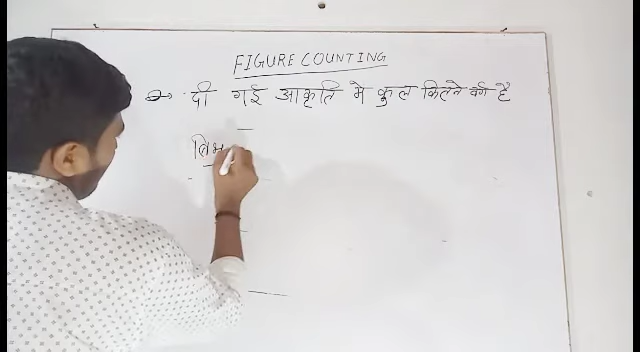 FIGURE COUNTING
दी गई आकृति मे कुल कितने वर्ग है